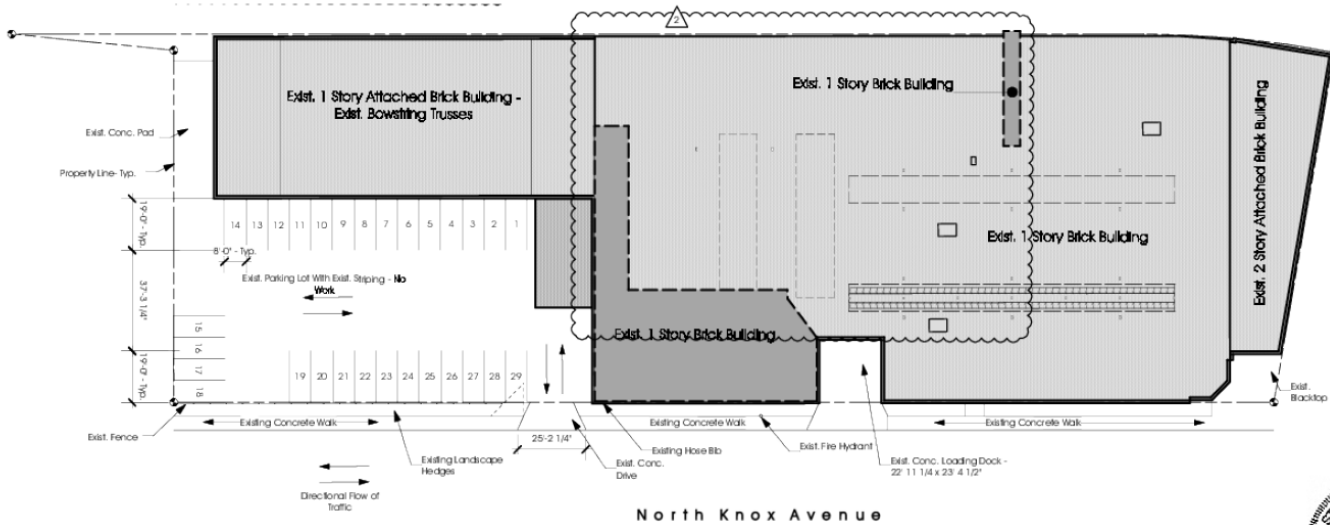 2
Exist. 1 Story Attached Brick Building -
Exist. Bowstring Trusses
Exist. 1 Story Brick Building
Exist. 2 Story Attached Brick Building
Exist. Conc. Pad
Property Line- Typ.
19'-0" - Typ.
14 13 12 11 10 9 8 7 6 5 4 3 2 1
8'-0" - Typ.
Exist. 1 Story Brick Building
Exist. Parking Lot With Exist. Striping - No
Work
37'-3 1/4"
15
16
17
18
Exist. 1 Story Brick Building
19'-0" - Typ.
19 20 21 22 23 24 25 26 27 28 29
Exist.
Blacktop
Exist. Fence
Existing Concrete Walk
Existing Concrete Walk
Existing Concrete Walk
25'-2 1/4"
Existing Hose Bib
Exist. Fire Hydrant
Existing Landscape
Hedges
Exist. Conc.
Drive
Exist. Conc. Loading Dock -
22' 11 1/4 x 23' 4 1/2"
Directional Flow of
Traffic
North Knox Avenue